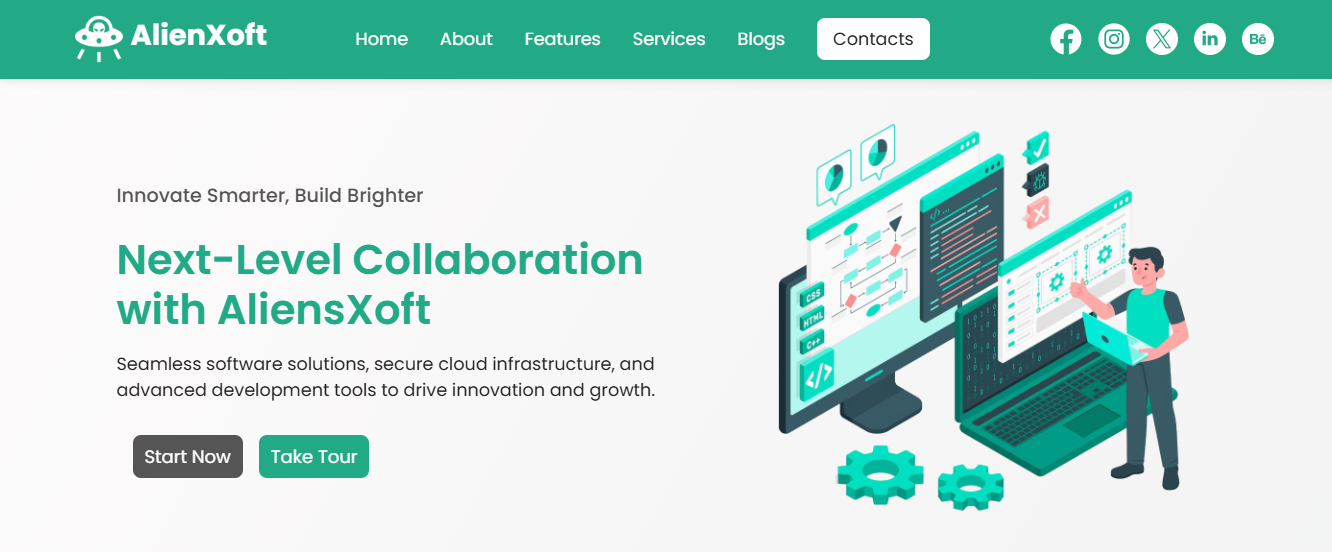 AlienXoft
Home About Features Services Blogs Contacts
Bē
Innovate Smarter, Build Brighter
Next-Level Collaboration
with AliensXoft
Seamless software solutions, secure cloud infrastructure, and
advanced development tools to drive innovation and growth.
Start Now Take Tour
CSS
HTML
C++
</>
</>...